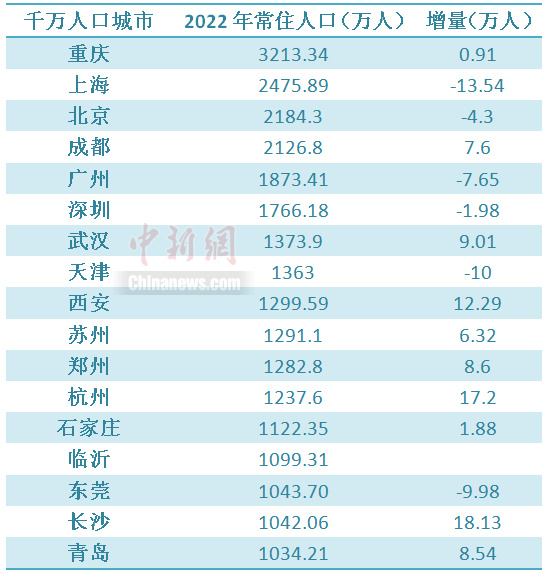 千万人口城市 2022年常住人口(万人) 增量(万人)
重庆 3213.34 0.91
上海 2475.89 -13.54
北京 2184.3 -4.3
成都 2126.8 7.6
广州 1873.41 -7.65
深圳 1766.18 -1.98
武汉 1373.9 9.01
中新網
天津 1363 -10
Chinanews.com
西安 1299.59 12.29
苏州 1291.1 6.32
郑州 1282.8 8.6
杭州 1237.6 17.2
石家庄 1122.35 1.88
临沂 1099.31
东莞 1043.70 -9.98
长沙 1042.06 18.13
青岛 1034.21 8.54